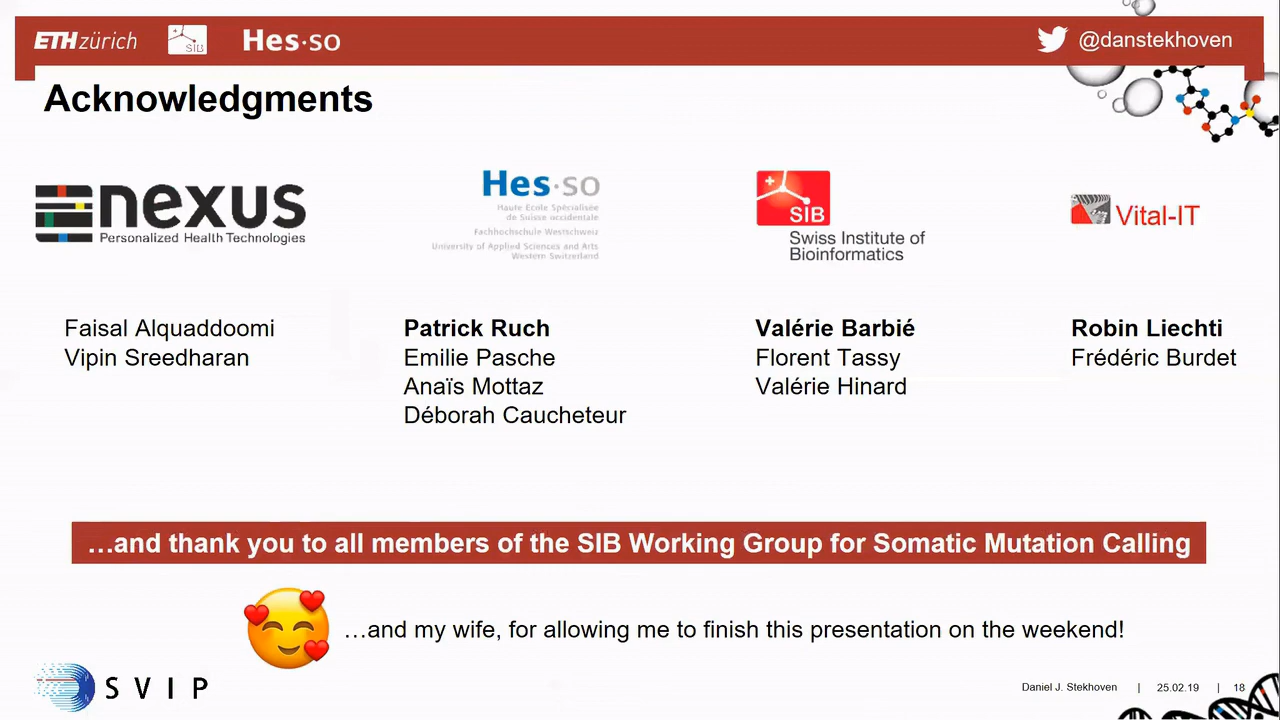 ETH zürich
SIB
Hes·so
@danstekhoven
Acknowledgments
nexus
Personalized Health Technologies
Hes·so
Haute Ecole Spécialisée
de Suisse occidentale
Fachhochschule Westschweiz
University of Applied Sciences and Arts
Western Switzerland
SIB
Swiss Institute of
Bioinformatics
Vital-IT
Faisal Alquaddoomi
Vipin Sreedharan
Patrick Ruch
Emilie Pasche
Anaïs Mottaz
Déborah Caucheteur
Valérie Barbié
Florent Tassy
Valérie Hinard
Robin Liechti
Frédéric Burdet
…and thank you to all members of the SIB Working Group for Somatic Mutation Calling
…and my wife, for allowing me to finish this presentation on the weekend!
SVIP
Daniel J. Stekhoven | 25.02.19 | 18